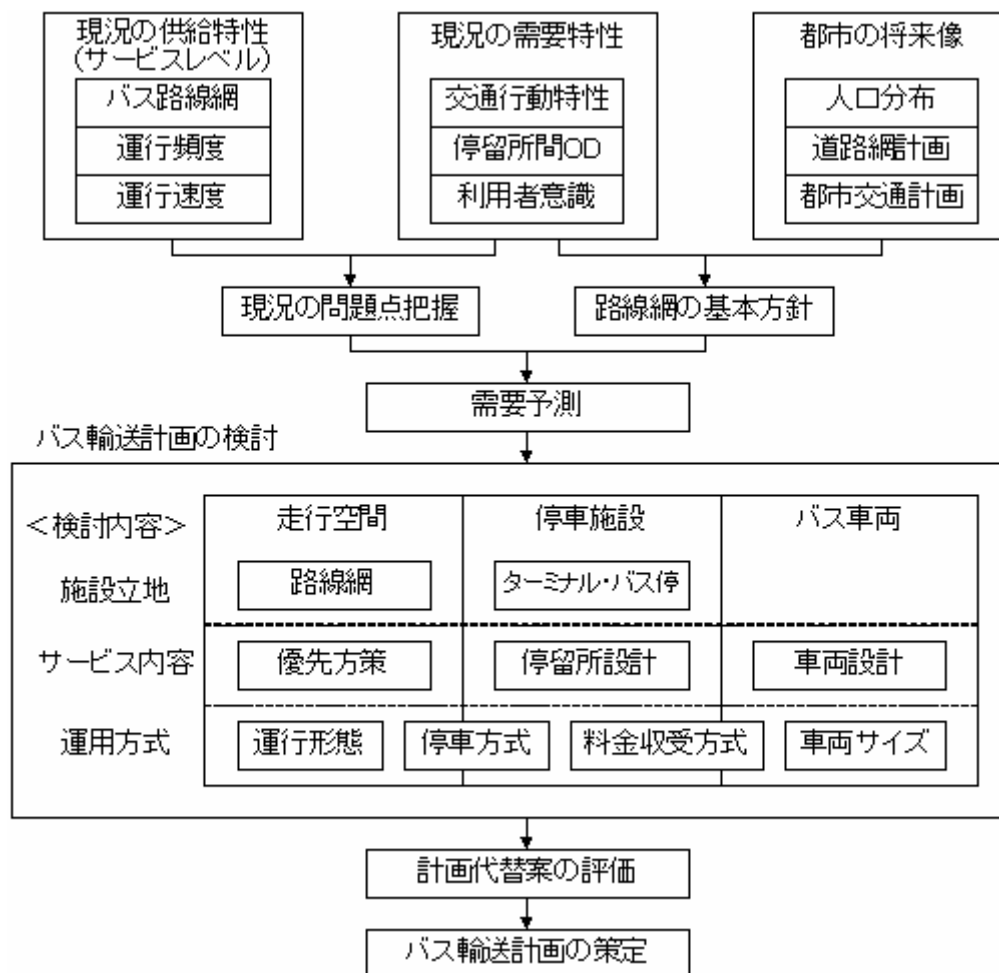 現況の供給特性
(サービスレベル)
バス路線網
運行頻度
運行速度
現況の需要特性
交通行動特性
停留所間OD
利用者意識
都市の将来像
人口分布
道路網計画
都市交通計画
現況の問題点把握
路線網の基本方針
需要予測
バス輸送計画の検討
＜検討内容＞
走行空間
停車施設
バス車両
施設立地
路線網
ターミナル・バス停
サービス内容
優先方策
停留所設計
車両設計
運用方式
運行形態
停車方式
料金収受方式
車両サイズ
計画代替案の評価
バス輸送計画の策定